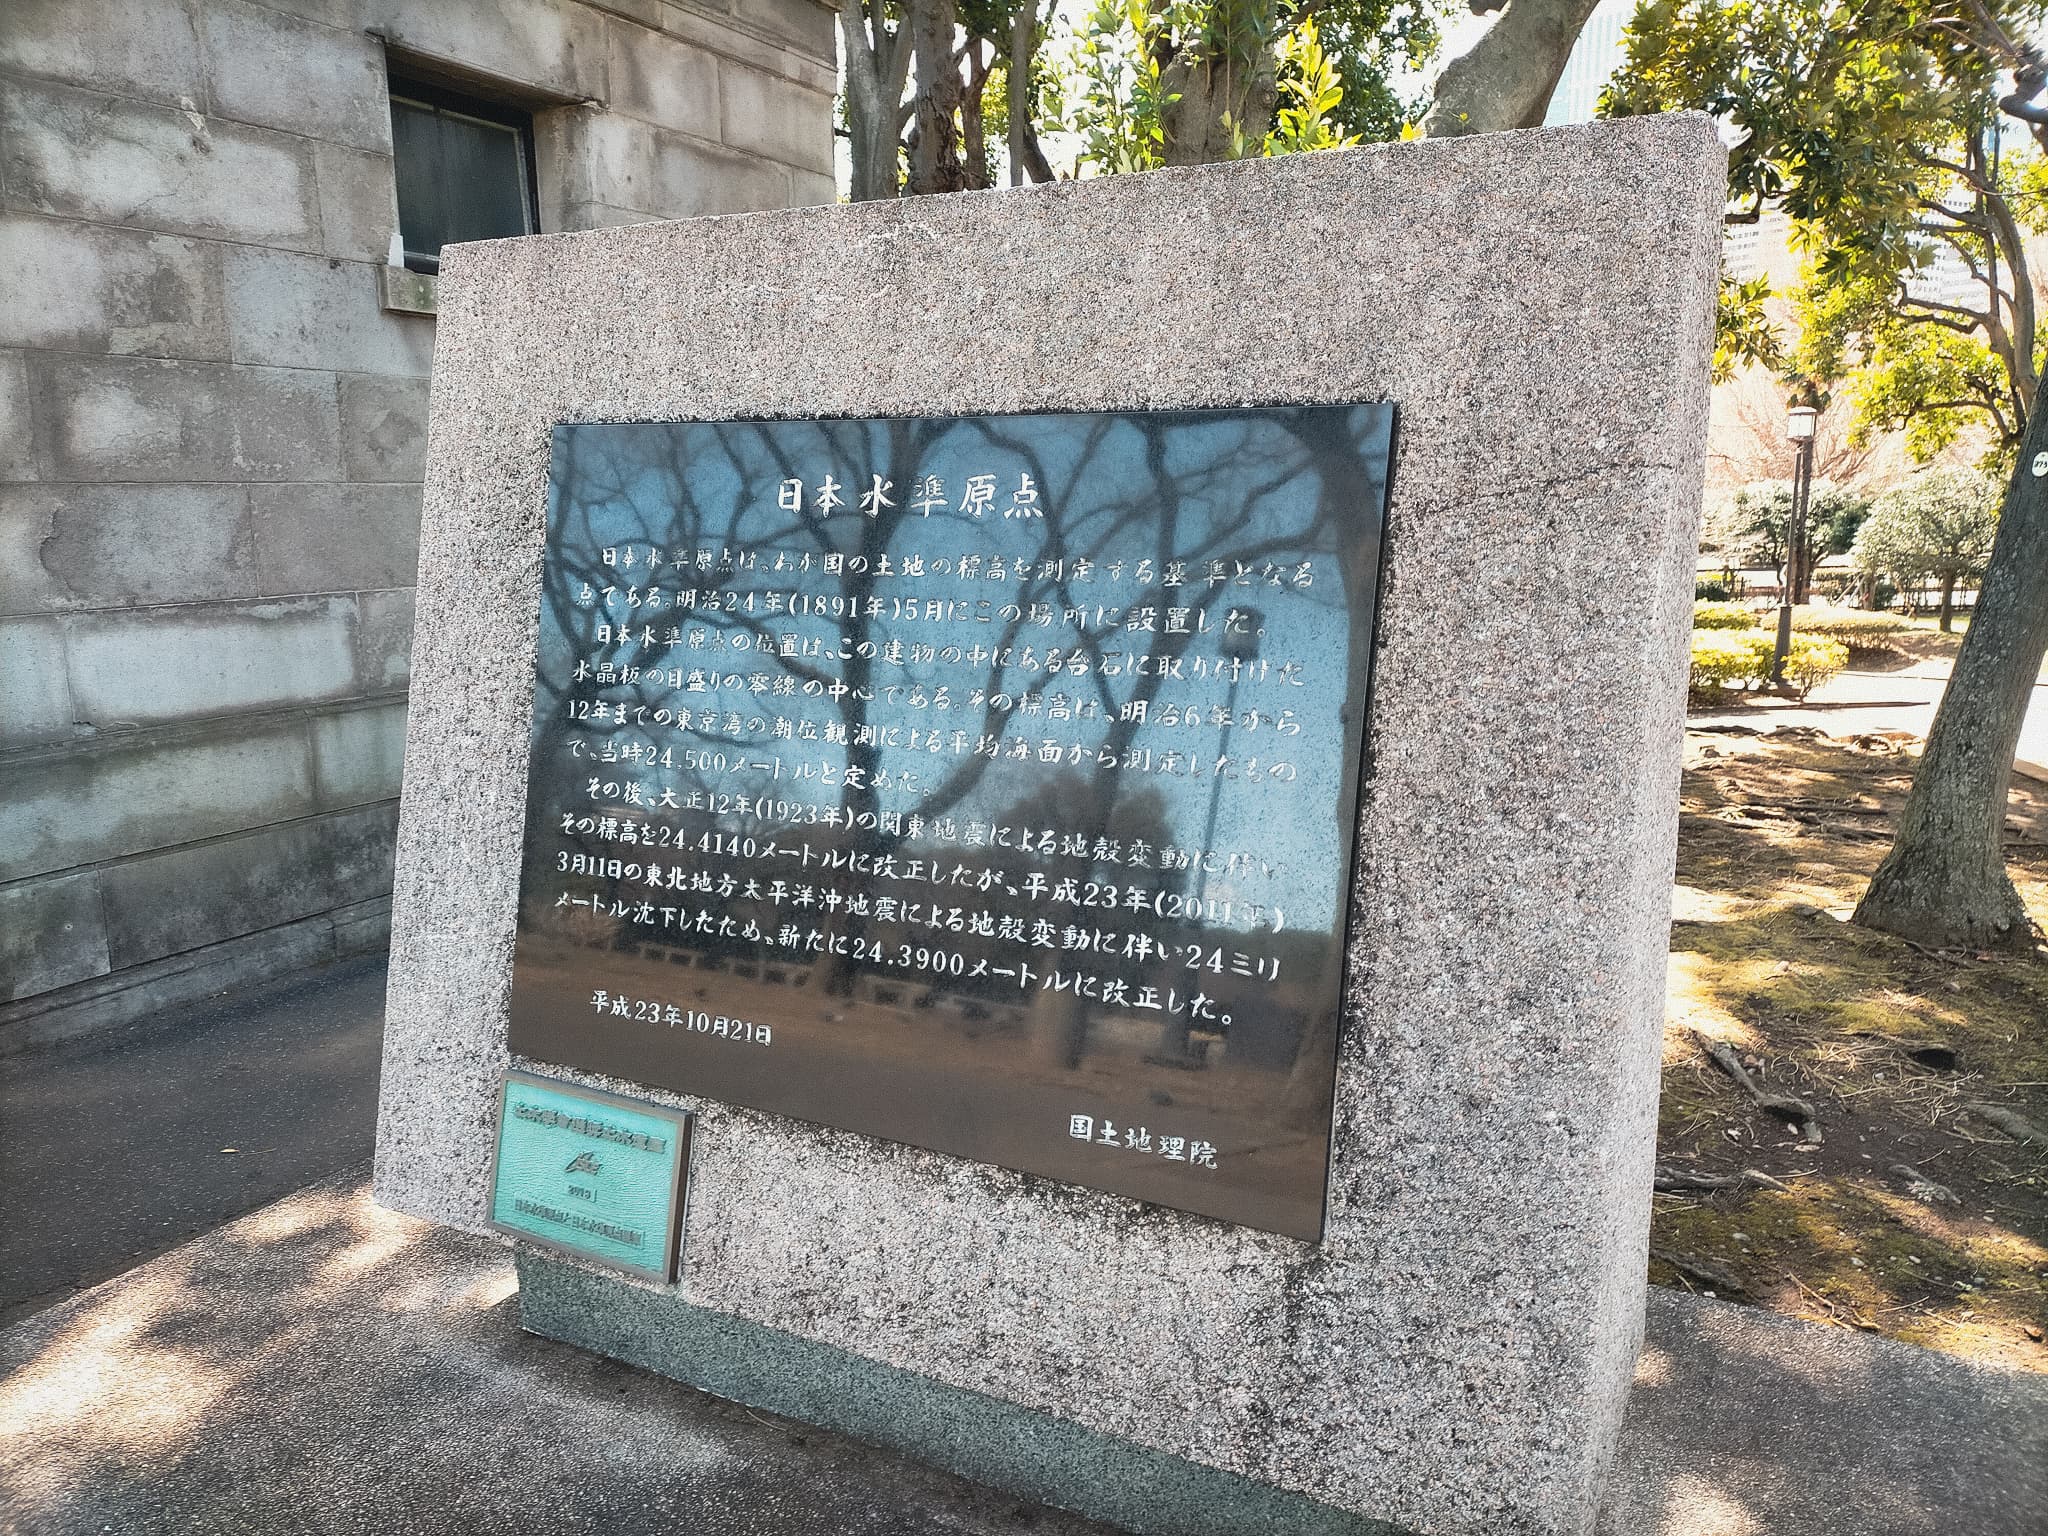 日本水準原点
日本水準原点は、わが国の土地の標高を測定する基準となる
点である。明治24年(1891年)5月にこの場所に設置した。
日本水準原点の位置は、この建物の中にある台石に取り付けた
水晶板の目盛りの零線の中心である。その標高は、明治6年から
12年までの東京湾の潮位観測による平均海面から測定したもの
で、当時24.500メートルと定めた。
その後、大正12年(1923年)の関東地震による地殻変動に伴い
その標高を24.4140メートルに改正したが、平成23年(2011年)
3月11日の東北地方太平洋沖地震による地殻変動に伴い24ミリ
メートル沈下したため、新たに24.3900メートルに改正した。
平成23年10月21日
国土地理院
土木学会選奨土木遺産
2019